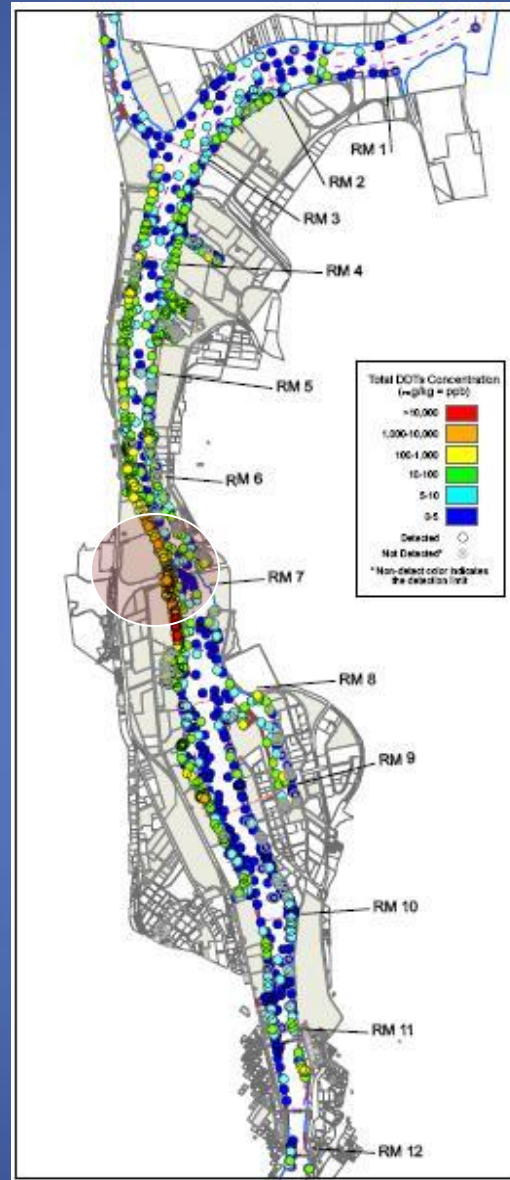 RM 1
RM 2
RM 3
RM 4
RM 5
RM 6
RM 7
RM 8
RM 9
RM 10
RM 11
RM 12
Total DDTs Concentration
(µg/kg = ppb)
>10,000
1,000-10,000
100-1,000
10-100
5-10
0-5
Detected
Not Detected*
*Non-detect color indicates
the detection limit